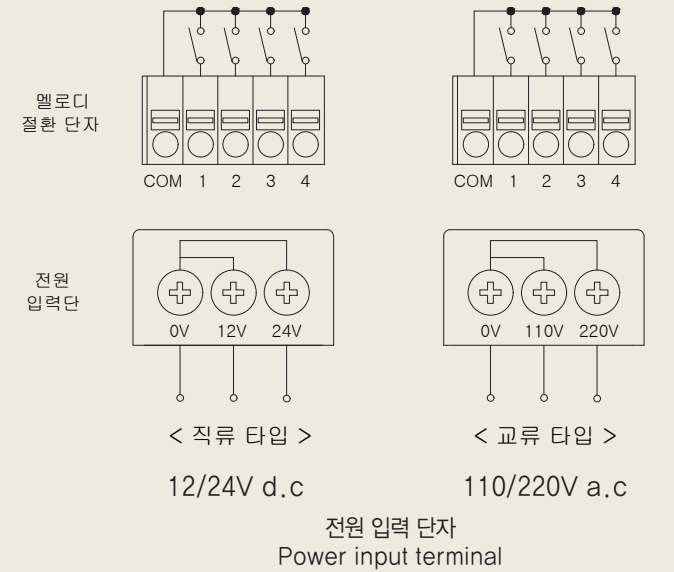 멜로디
절환 단자
COM 1 2 3 4
COM 1 2 3 4
전원
입력단
0V 12V 24V
0V 110V 220V
< 직류 타입 >
< 교류 타입 >
12/24V d.c
110/220V a.c
전원 입력 단자
Power input terminal